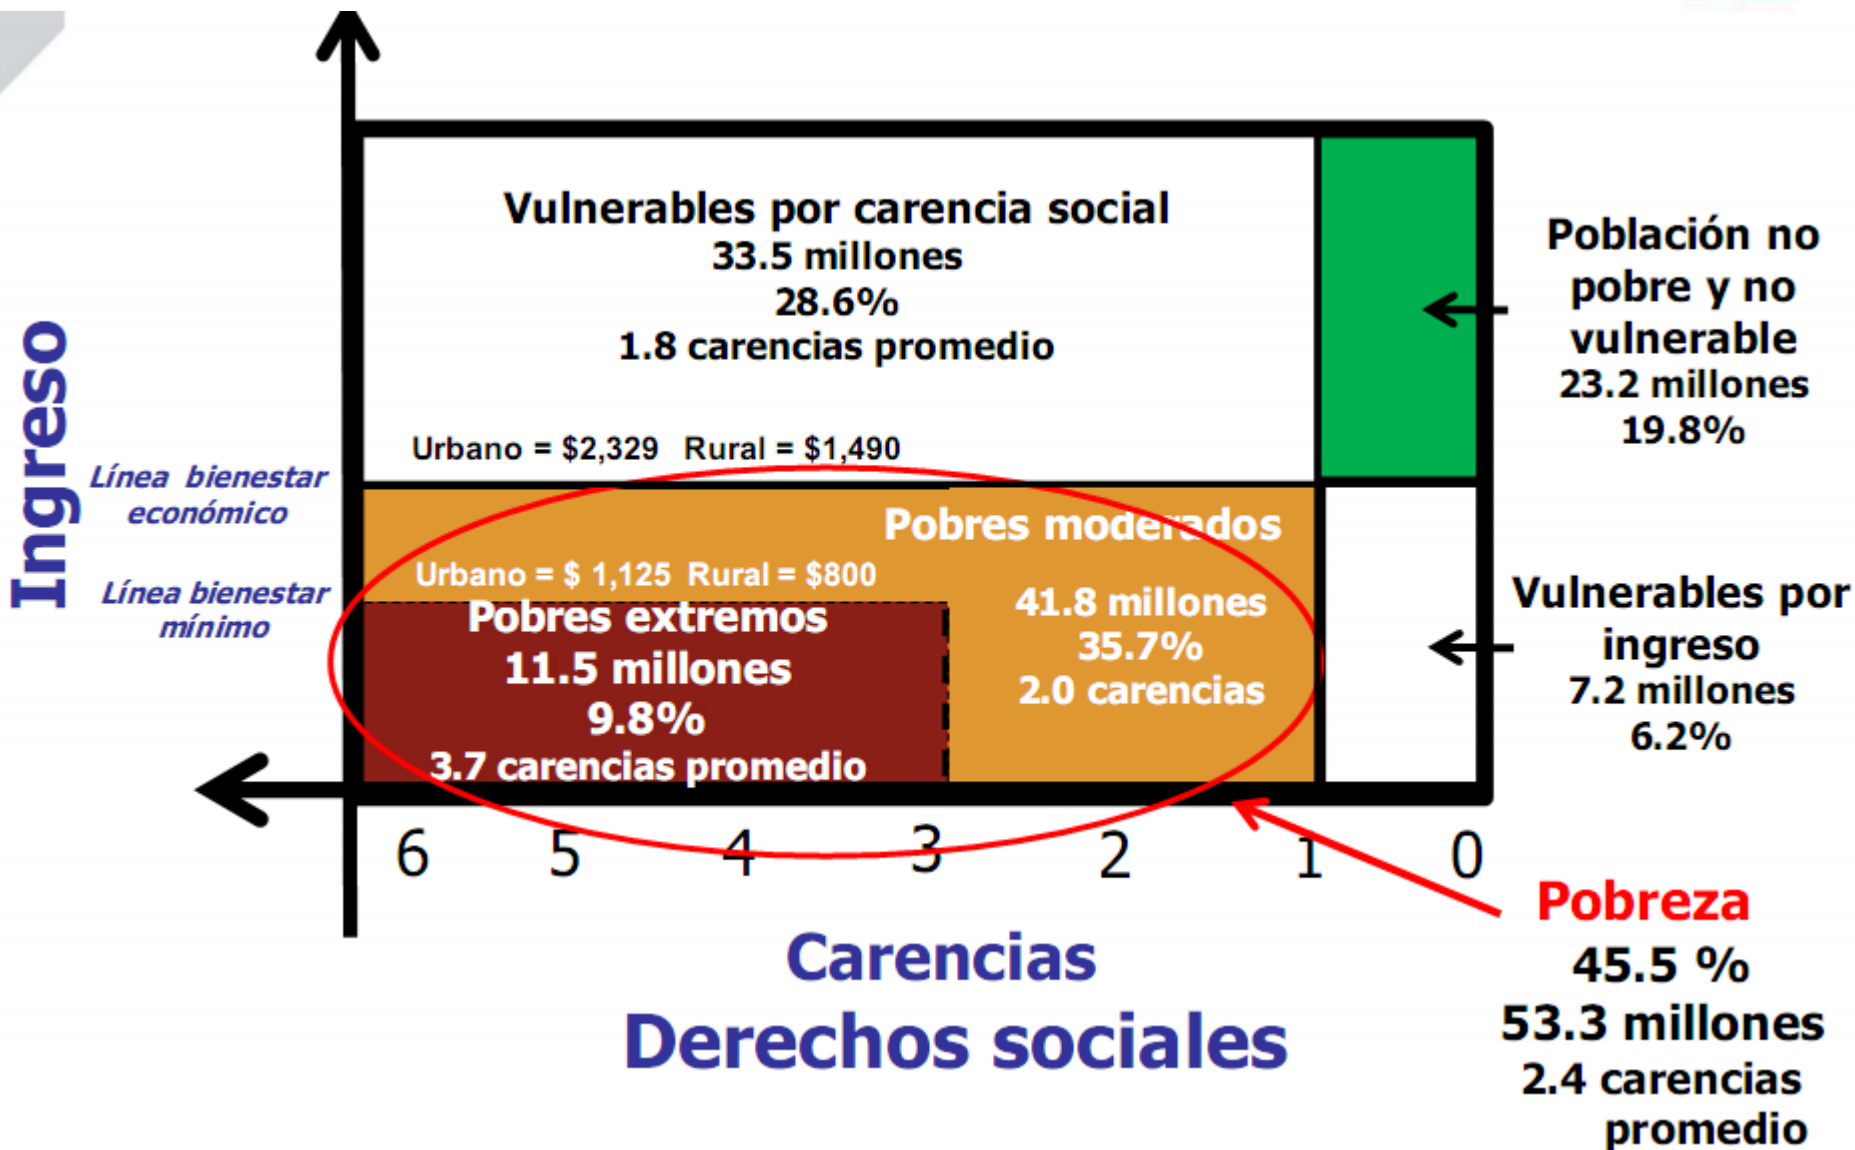 Ingreso
Vulnerables por carencia social
33.5 millones
28.6%
1.8 carencias promedio
Urbano = $2,329 Rural = $1,490
Línea bienestar
económico
Línea bienestar
mínimo
Pobres moderados
41.8 millones
35.7%
2.0 carencias
Urbano = $ 1,125 Rural = $800
Pobres extremos
11.5 millones
9.8%
3.7 carencias promedio
Población no
pobre y no
vulnerable
23.2 millones
19.8%
Vulnerables por
ingreso
7.2 millones
6.2%
6 5 4 3 2 1 0
Carencias
Derechos sociales
Pobreza
45.5 %
53.3 millones
2.4 carencias
promedio